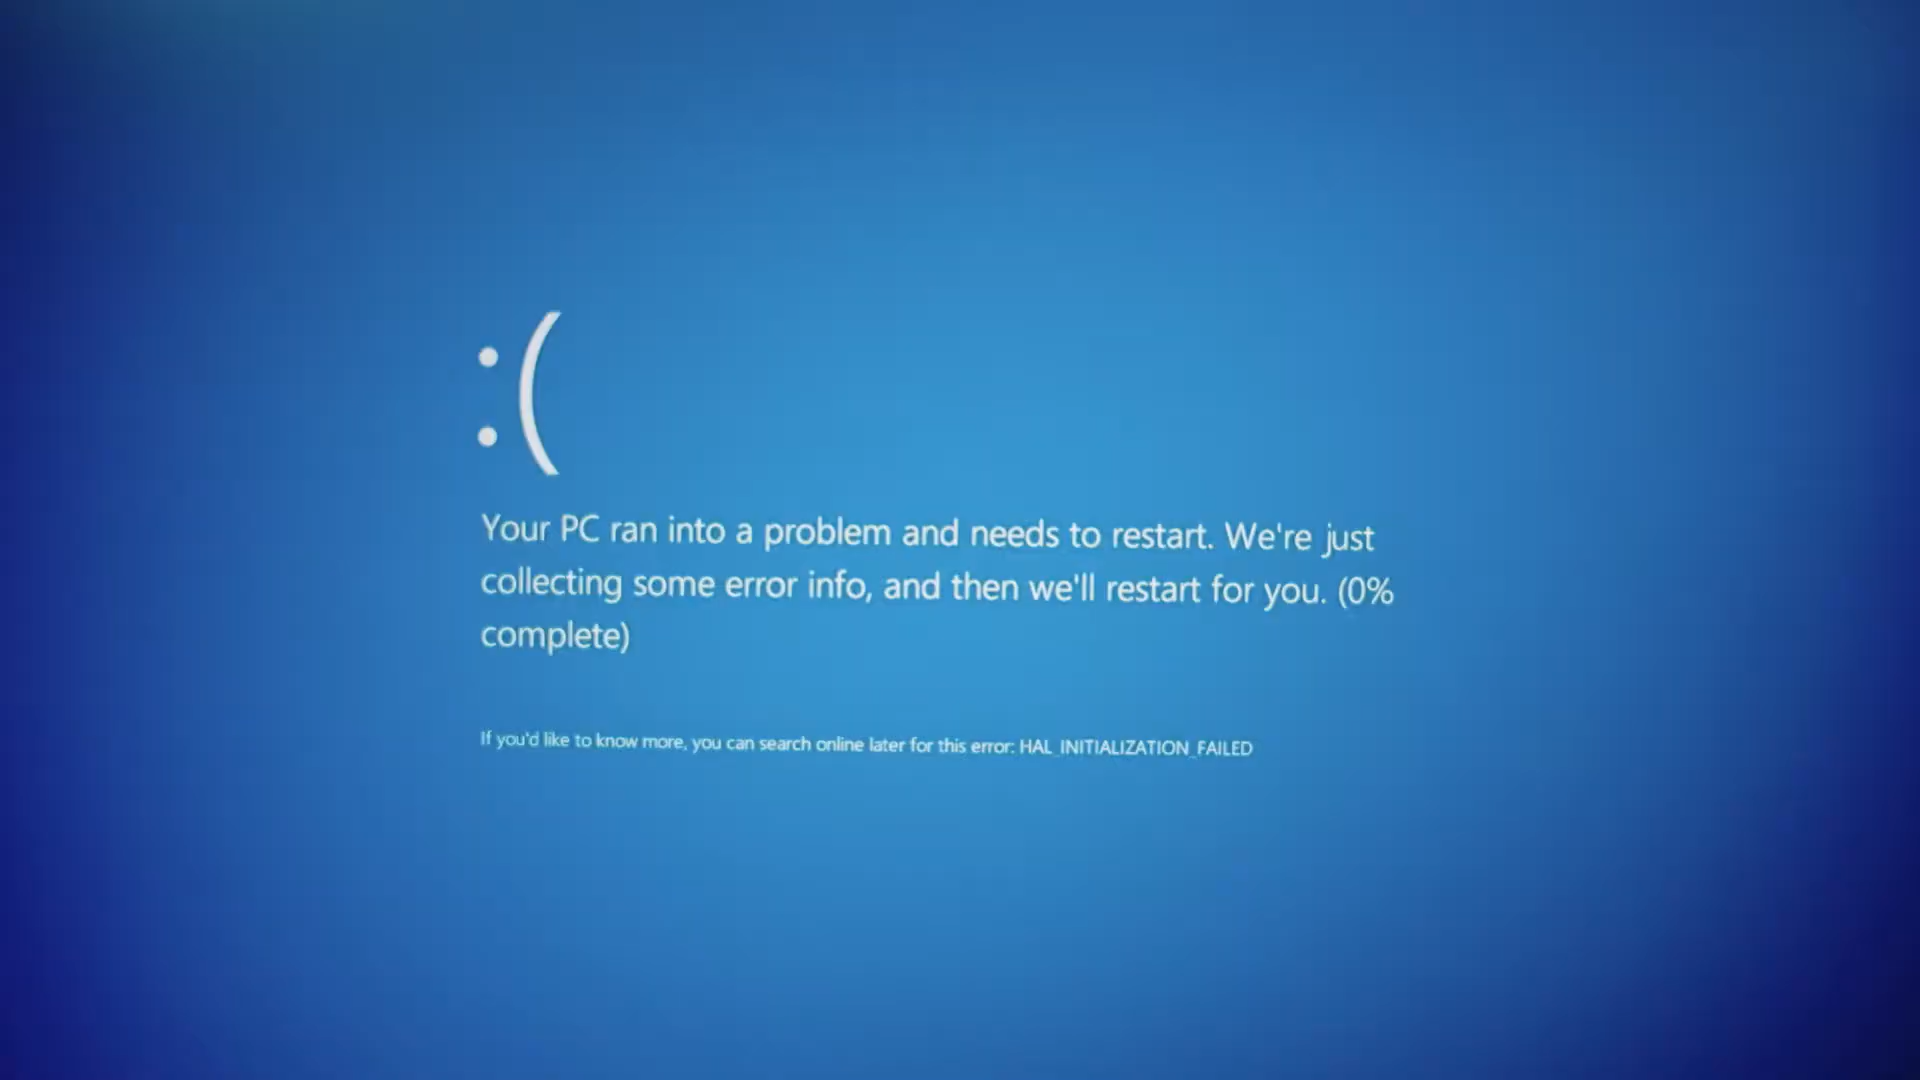 :(
Your PC ran into a problem and needs to restart. We're just
collecting some error info, and then we'll restart for you. (0%
complete)
If you'd like to know more, you can search online later for this error: HAL_INITIALIZATION_FAILED